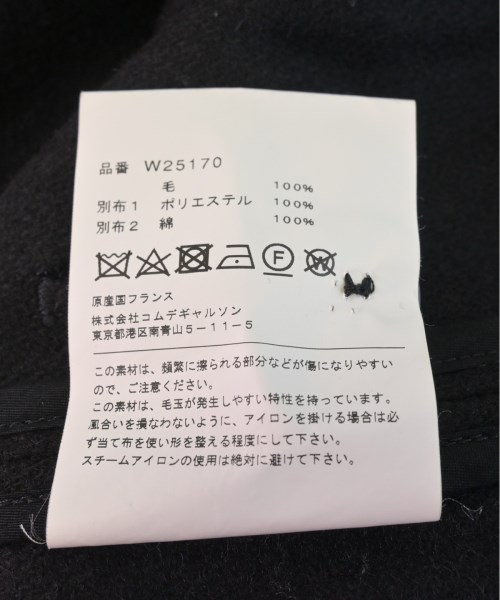 品番 W25170
毛 100%
別布1 ポリエステル 100%
別布2 綿 100%
F W
原産国フランス
株式会社コムデギャルソン
東京都港区南青山5-11-5
この素材は、頻繁に擦られる部分などが傷になりやすい
ので、ご注意ください。
この素材は、毛玉が発生しやすい特性を持っています。
風合いを損なわないように、アイロンを掛ける場合は必
ず当て布を使い形を整える程度にして下さい。
スチームアイロンの使用は絶対に避けて下さい。